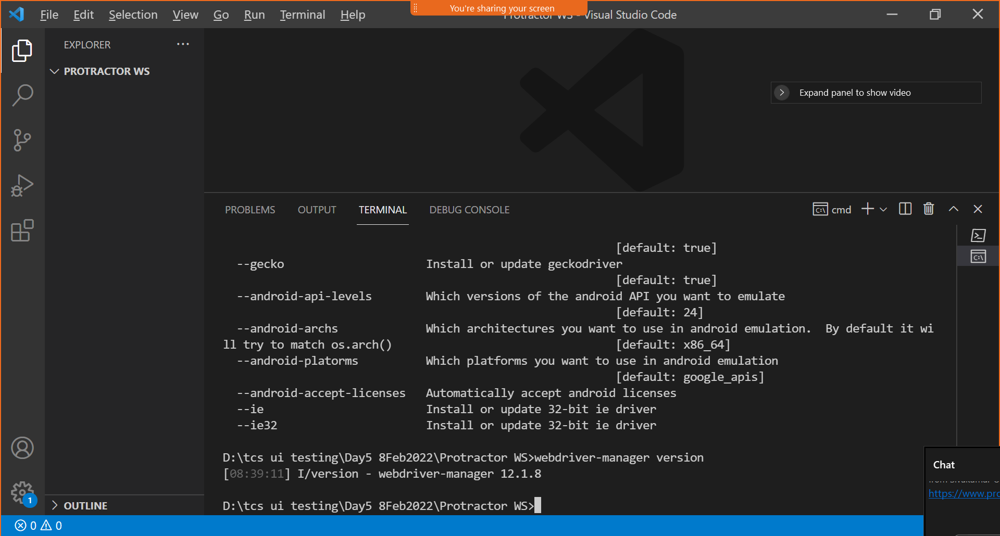 File Edit Selection View Go Run Terminal Help
You're sharing your screen
Visual Studio Code
EXPLORER
PROTRACTOR WS
Expand panel to show video
PROBLEMS OUTPUT TERMINAL DEBUG CONSOLE
cmd
[default: true]
--gecko Install or update geckodriver
[default: true]
--android-api-levels Which versions of the android API you want to emulate
[default: 24]
--android-archs Which architectures you want to use in android emulation. By default it wi
ll try to match os.arch() [default: x86_64]
--android-platorms Which platforms you want to use in android emulation
[default: google_apis]
--android-accept-licenses Automatically accept android licenses
--ie Install or update 32-bit ie driver
--ie32 Install or update 32-bit ie driver
D:\tcs ui testing\Day5 8Feb2022\Protractor WS>webdriver-manager version
[08:39:11] I/version - webdriver-manager 12.1.8
D:\tcs ui testing\Day5 8Feb2022\Protractor WS>
Chat
https://www.pro
1
OUTLINE
0 0